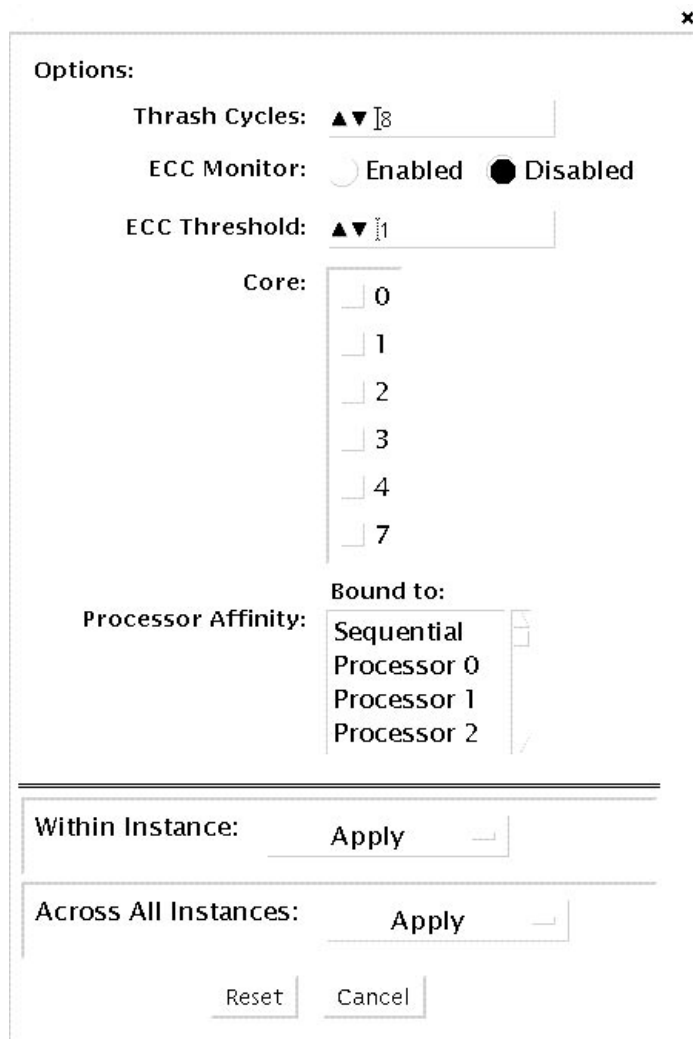 Options:
Thrash Cycles: 8
ECC Monitor: Enabled Disabled
ECC Threshold: 1
Core: 0
1
2
3
4
7
Bound to:
Processor Affinity: Sequential
Processor 0
Processor 1
Processor 2
Within Instance: Apply
Across All Instances: Apply
Reset Cancel